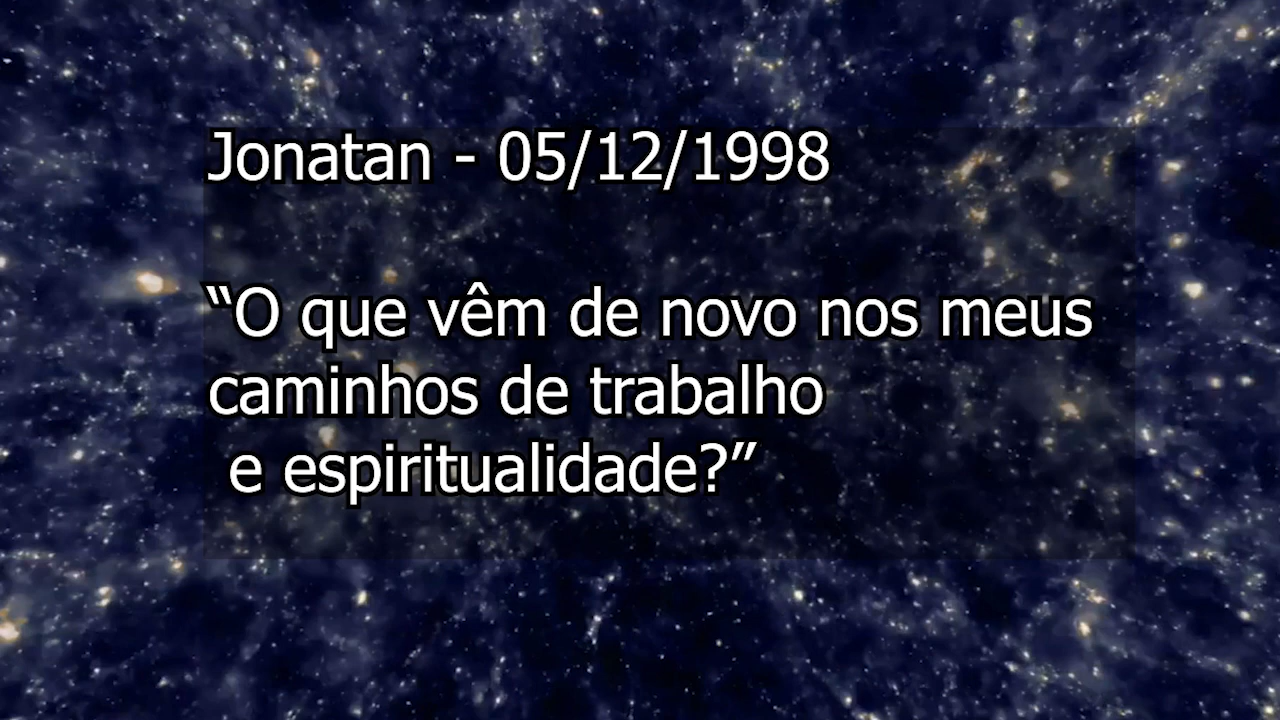 Jonatan - 05/12/1998
“O que vêm de novo nos meus
caminhos de trabalho
e espiritualidade?”